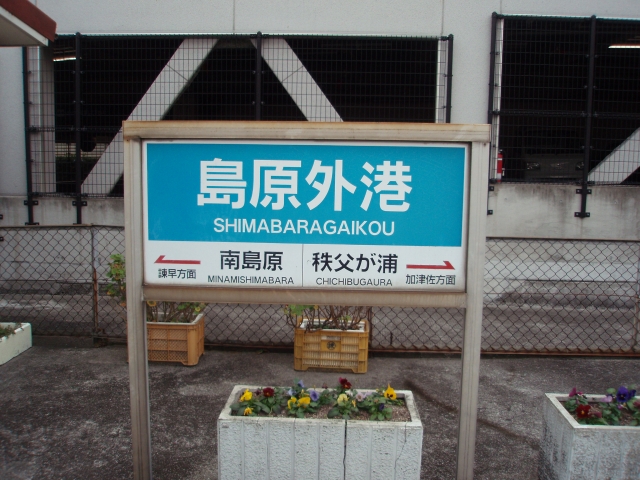 島原外港
SHIMABARAGAIKOU
南島原 秩父が浦
MINAMISHIMABARA CHICHIBUGAURA
諫早方面 加津佐方面